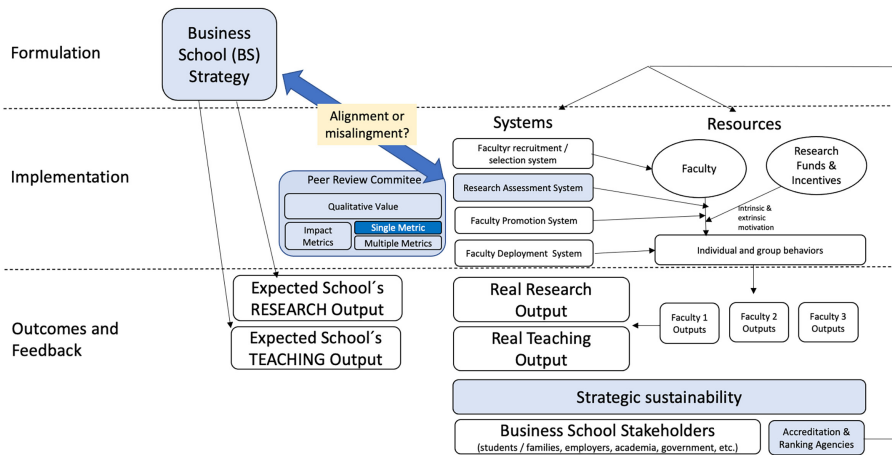 Formulation
Business
School (BS)
Strategy
Alignment or
misalingment?
Systems
Resources
Implementation
Facultyr recruitment /
selection system
Faculty
Research
Funds &
Incentives
Peer Review Commitee
Research Assessment System
Qualitative Value
Impact
Metrics
Single Metric
Multiple Metrics
Faculty Promotion System
Intrinsic &
extrinsic
motivation
Faculty Deployment System
Individual and group behaviors
Outcomes and
Feedback
Expected School´s
RESEARCH Output
Expected School´s
TEACHING Output
Real Research
Output
Real Teaching
Output
Faculty 1
Outputs
Faculty 2
Outputs
Faculty 3
Outputs
Strategic sustainability
Business School Stakeholders
(students / families, employers, academia, government, etc.)
Accreditation &
Ranking Agencies